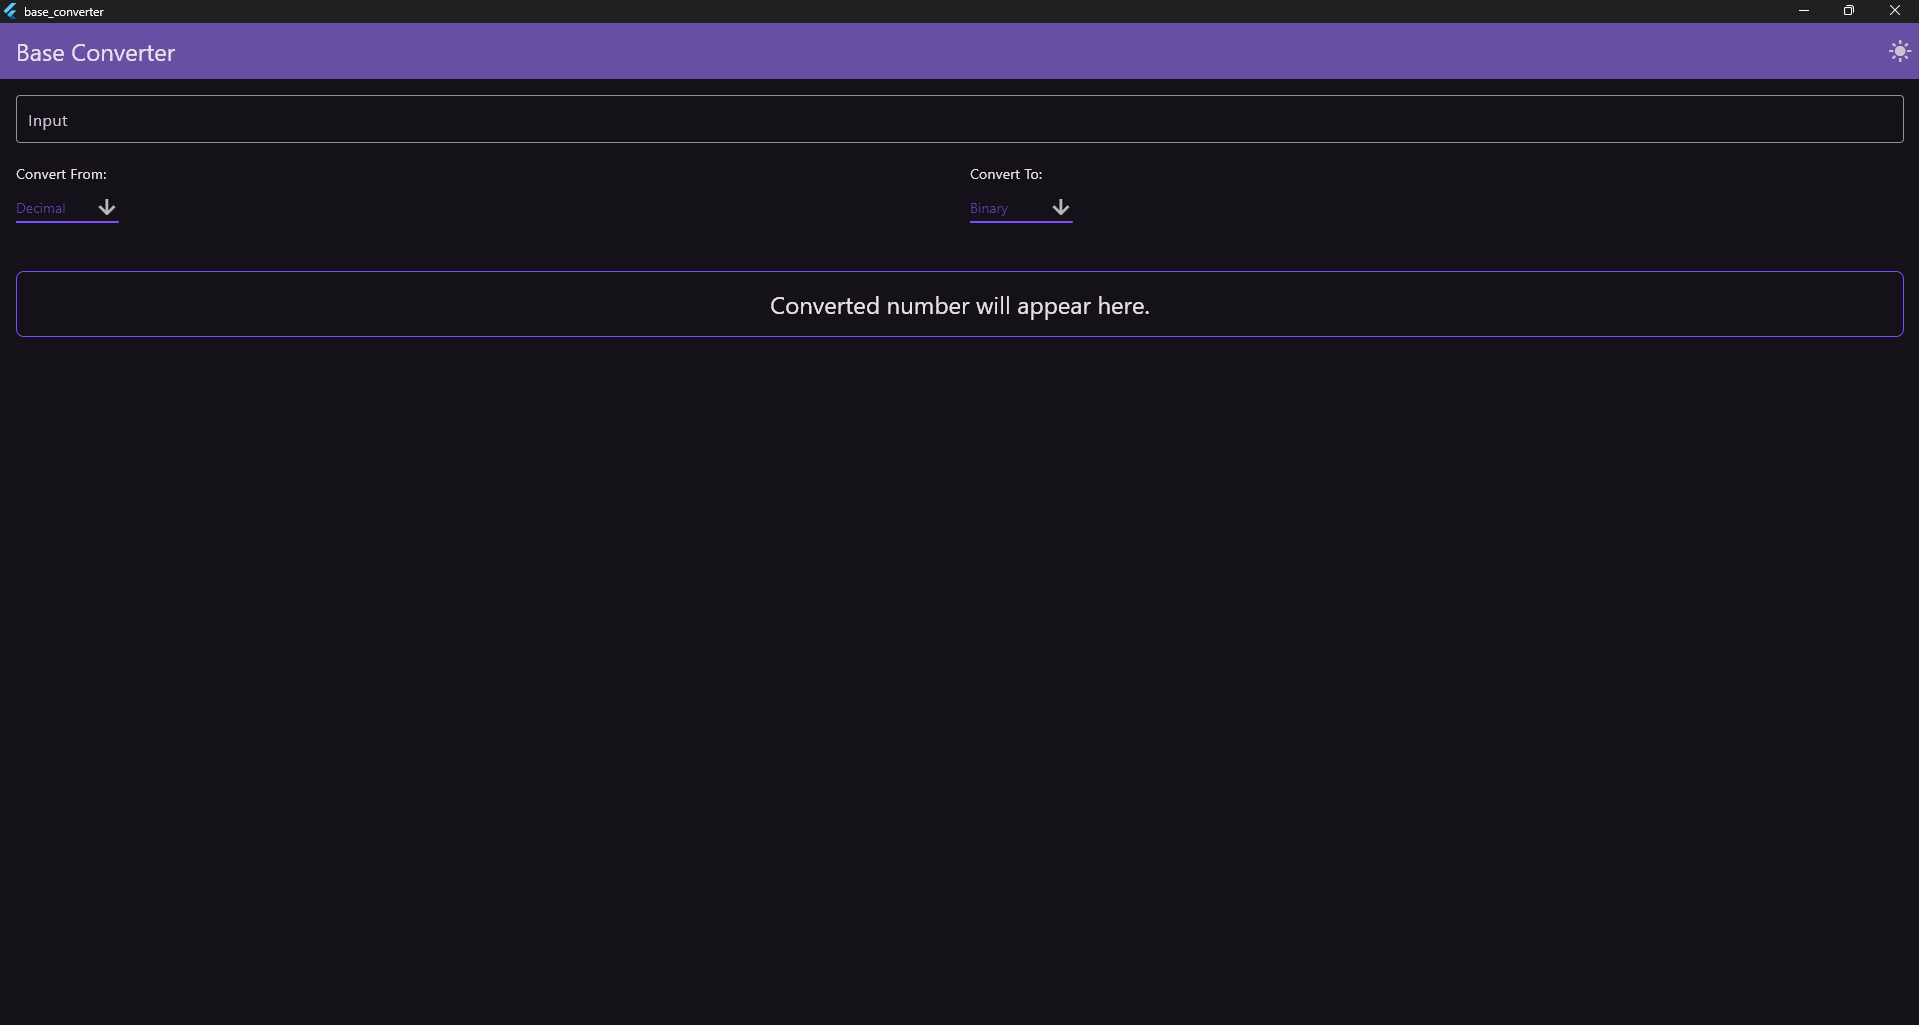 base_converter
Base Converter
Input
Convert From:
Convert To:
Decimal
Binary
Converted number will appear here.